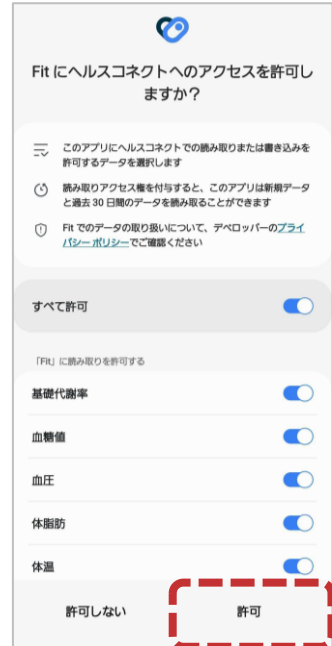 Fit にヘルスコネクトへのアクセスを許可し
ますか？
このアプリにヘルスコネクトでの読み取りまたは書き込みを
許可するデータを選択します
読み取りアクセス権を付与すると、このアプリは新規データ
と過去 30 日間のデータを読み取ることができます
Fit でのデータの取り扱いについて、デベロッパーのプライ
バシー ポリシーでご確認ください
すべて許可
「Fit」に読み取りを許可する
基礎代謝率
血糖値
血圧
体脂肪
体温
許可しない
許可